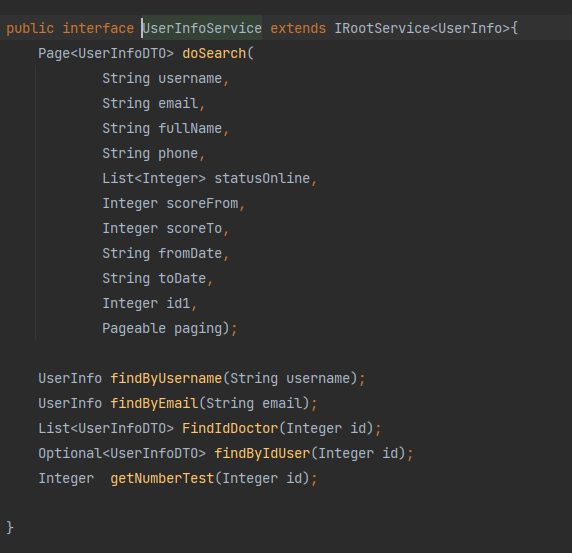 public interface UserInfoService extends IRootService<UserInfo>{
Page<UserInfoDTO> doSearch(
String username,
String email,
String fullName,
String phone,
List<Integer> statusOnline,
Integer scoreFrom,
Integer scoreTo,
String fromDate,
String toDate,
Integer id1,
Pageable paging);
UserInfo findByUsername(String username);
UserInfo findByEmail(String email);
List<UserInfoDTO> FindIdDoctor(Integer id);
Optional<UserInfoDTO> findByIdUser(Integer id);
Integer  getNumberTest(Integer id);
}